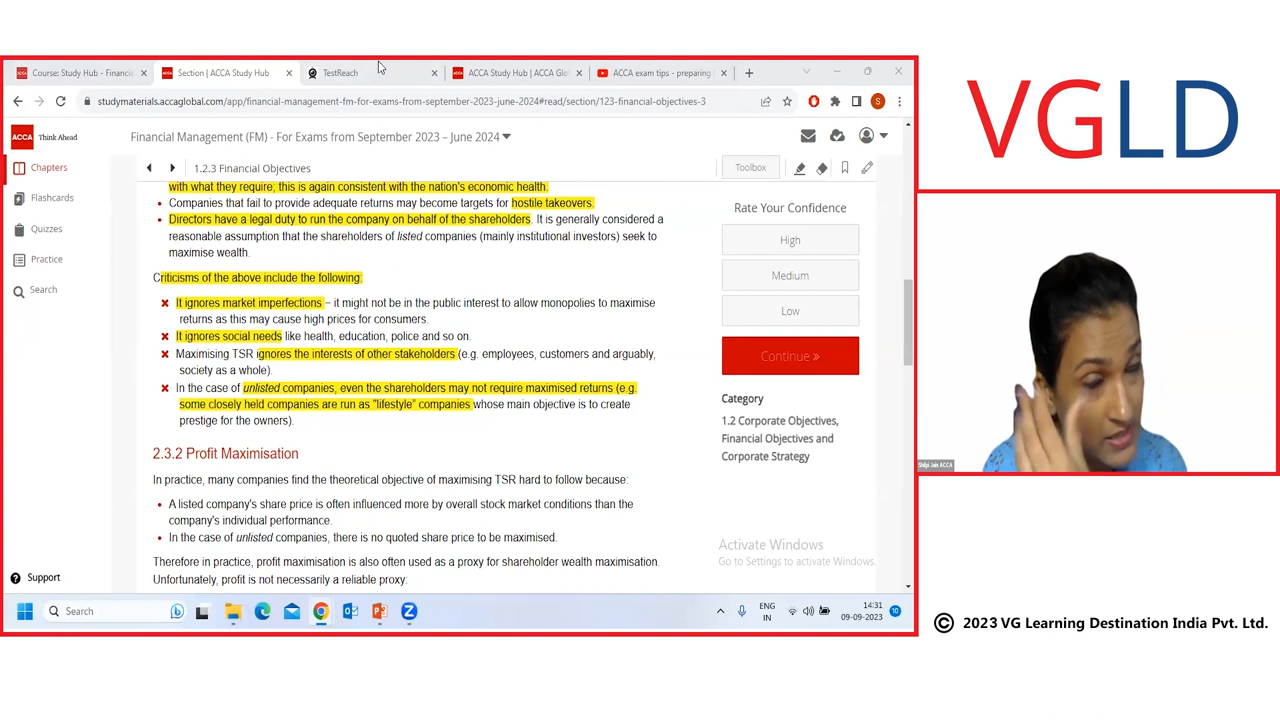 Course: Study Hub - Financi
Section | ACCA Study Hub
TestReach
ACCA Study Hub | ACCA Glo
ACCA exam tips - preparing
studymaterials.accaglobal.com/app/financial-management-fm-for-exams-from-september-2023-june-2024#read/section/123-financial-objectives-3
S
ACCA
Think Ahead
Financial Management (FM) - For Exams from September 2023 – June 2024
Chapters
Flashcards
Quizzes
Practice
Search
Support
1.2.3 Financial Objectives
Toolbox
with what they require; this is again consistent with the nation's economic health.
• Companies that fail to provide adequate returns may become targets for hostile takeovers.
• Directors have a legal duty to run the company on behalf of the shareholders. It is generally considered a
reasonable assumption that the shareholders of listed companies (mainly institutional investors) seek to
maximise wealth.
Criticisms of the above include the following:
It ignores market imperfections – it might not be in the public interest to allow monopolies to maximise
returns as this may cause high prices for consumers.
It ignores social needs like health, education, police and so on.
Maximising TSR ignores the interests of other stakeholders (e.g. employees, customers and arguably,
society as a whole).
In the case of unlisted companies, even the shareholders may not require maximised returns (e.g.
some closely held companies are run as "lifestyle" companies whose main objective is to create
prestige for the owners).
2.3.2 Profit Maximisation
In practice, many companies find the theoretical objective of maximising TSR hard to follow because:
• A listed company's share price is often influenced more by overall stock market conditions than the
company's individual performance.
• In the case of unlisted companies, there is no quoted share price to be maximised.
Therefore in practice, profit maximisation is also often used as a proxy for shareholder wealth maximisation.
Unfortunately, profit is not necessarily a reliable proxy:
Rate Your Confidence
High
Medium
Low
Continue »
Category
1.2 Corporate Objectives,
Financial Objectives and
Corporate Strategy
Activate Windows
Go to Settings to activate Windows.
Search
ENG
IN
14:31
09-09-2023
10
VGLD
Shilpi Jain ACCA
© 2023 VG Learning Destination India Pvt. Ltd.